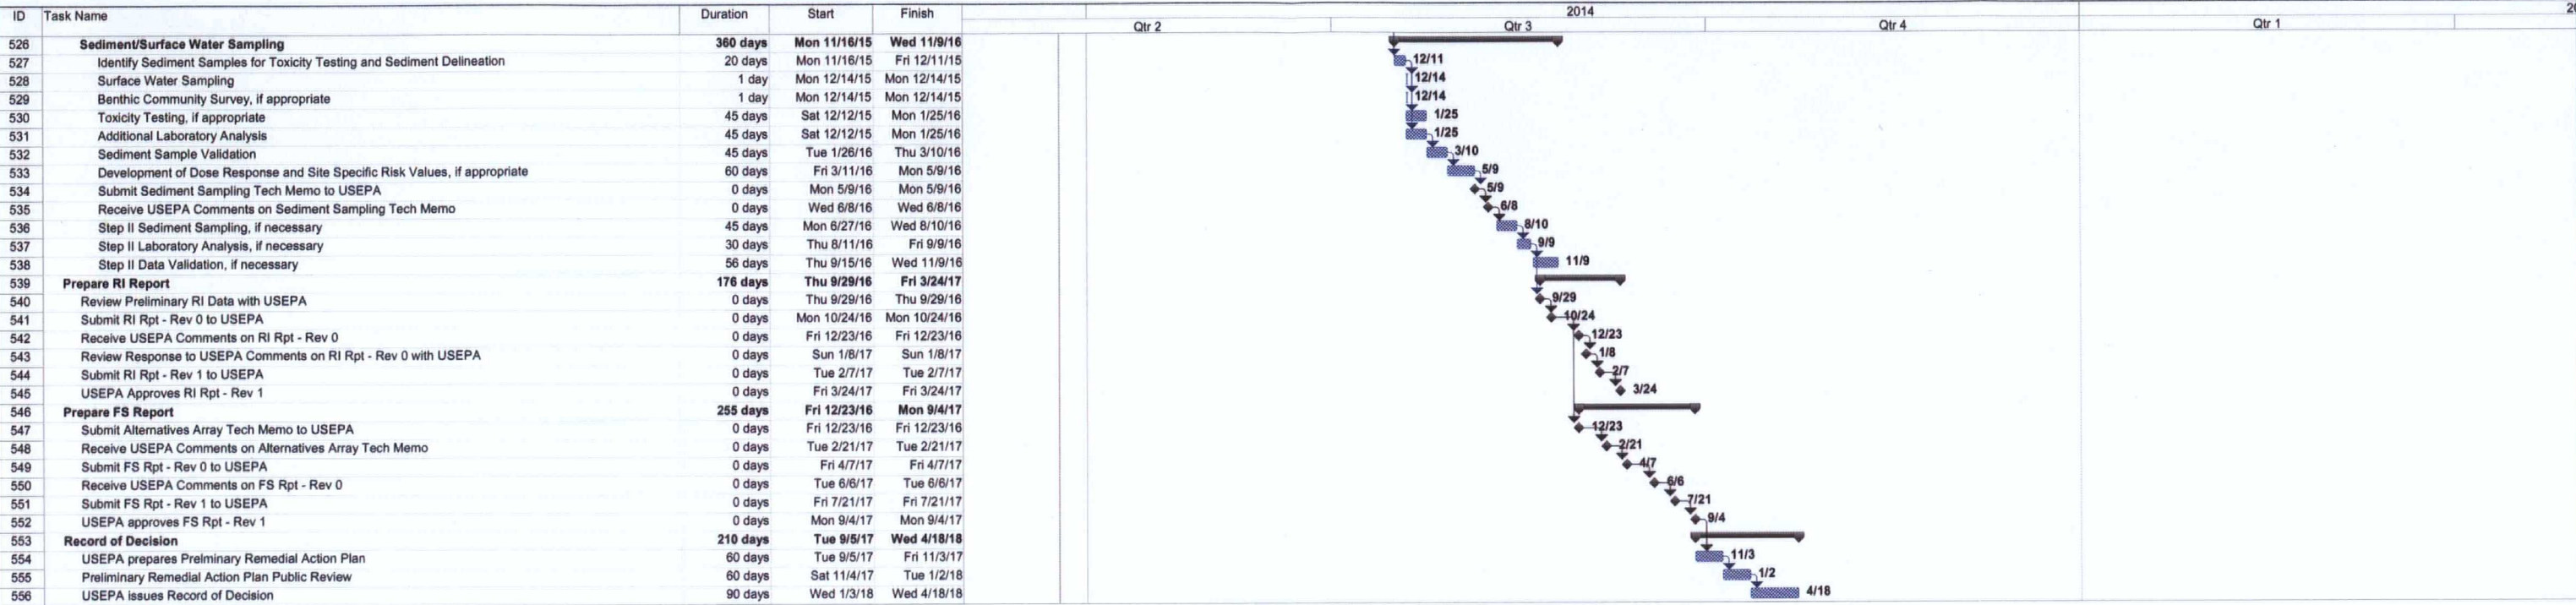 ID Task Name Duration Start Finish 2014
Qtr 2 Qtr 3 Qtr 4 Qtr 1
526 Sediment/Surface Water Sampling 360 days Mon 11/16/15 Wed 11/9/16
527 Identify Sediment Samples for Toxicity Testing and Sediment Delineation 20 days Mon 11/16/15 Fri 12/11/15 12/11
528 Surface Water Sampling 1 day Mon 12/14/15 Mon 12/14/15 12/14
529 Benthic Community Survey, if appropriate 1 day Mon 12/14/15 Mon 12/14/15 12/14
530 Toxicity Testing, if appropriate 45 days Sat 12/12/15 Mon 1/25/16 1/25
531 Additional Laboratory Analysis 45 days Sat 12/12/15 Mon 1/25/16 1/25
532 Sediment Sample Validation 45 days Tue 1/26/16 Thu 3/10/16 3/10
533 Development of Dose Response and Site Specific Risk Values, if appropriate 60 days Fri 3/11/16 Mon 5/9/16 5/9
534 Submit Sediment Sampling Tech Memo to USEPA 0 days Mon 5/9/16 Mon 5/9/16 5/9
535 Receive USEPA Comments on Sediment Sampling Tech Memo 0 days Wed 6/8/16 Wed 6/8/16 6/8
536 Step II Sediment Sampling, if necessary 45 days Mon 6/27/16 Wed 8/10/16 8/10
537 Step II Laboratory Analysis, if necessary 30 days Thu 8/11/16 Fri 9/9/16 9/9
538 Step II Data Validation, if necessary 56 days Thu 9/15/16 Wed 11/9/16 11/9
539 Prepare RI Report 176 days Thu 9/29/16 Fri 3/24/17
540 Review Preliminary RI Data with USEPA 0 days Thu 9/29/16 Thu 9/29/16 9/29
541 Submit RI Rpt - Rev 0 to USEPA 0 days Mon 10/24/16 Mon 10/24/16 10/24
542 Receive USEPA Comments on RI Rpt - Rev 0 0 days Fri 12/23/16 Fri 12/23/16 12/23
543 Review Response to USEPA Comments on RI Rpt - Rev 0 with USEPA 0 days Sun 1/8/17 Sun 1/8/17 1/8
544 Submit RI Rpt - Rev 1 to USEPA 0 days Tue 2/7/17 Tue 2/7/17 2/7
545 USEPA Approves RI Rpt - Rev 1 0 days Fri 3/24/17 Fri 3/24/17 3/24
546 Prepare FS Report 255 days Fri 12/23/16 Mon 9/4/17
547 Submit Alternatives Array Tech Memo to USEPA 0 days Fri 12/23/16 Fri 12/23/16 12/23
548 Receive USEPA Comments on Alternatives Array Tech Memo 0 days Tue 2/21/17 Tue 2/21/17 2/21
549 Submit FS Rpt - Rev 0 to USEPA 0 days Fri 4/7/17 Fri 4/7/17 4/7
550 Receive USEPA Comments on FS Rpt - Rev 0 0 days Tue 6/6/17 Tue 6/6/17 6/6
551 Submit FS Rpt - Rev 1 to USEPA 0 days Fri 7/21/17 Fri 7/21/17 7/21
552 USEPA approves FS Rpt - Rev 1 0 days Mon 9/4/17 Mon 9/4/17 9/4
553 Record of Decision 210 days Tue 9/5/17 Wed 4/18/18
554 USEPA prepares Prelminary Remedial Action Plan 60 days Tue 9/5/17 Fri 11/3/17 11/3
555 Preliminary Remedial Action Plan Public Review 60 days Sat 11/4/17 Tue 1/2/18 1/2
556 USEPA issues Record of Decision 90 days Wed 1/3/18 Wed 4/18/18 4/18